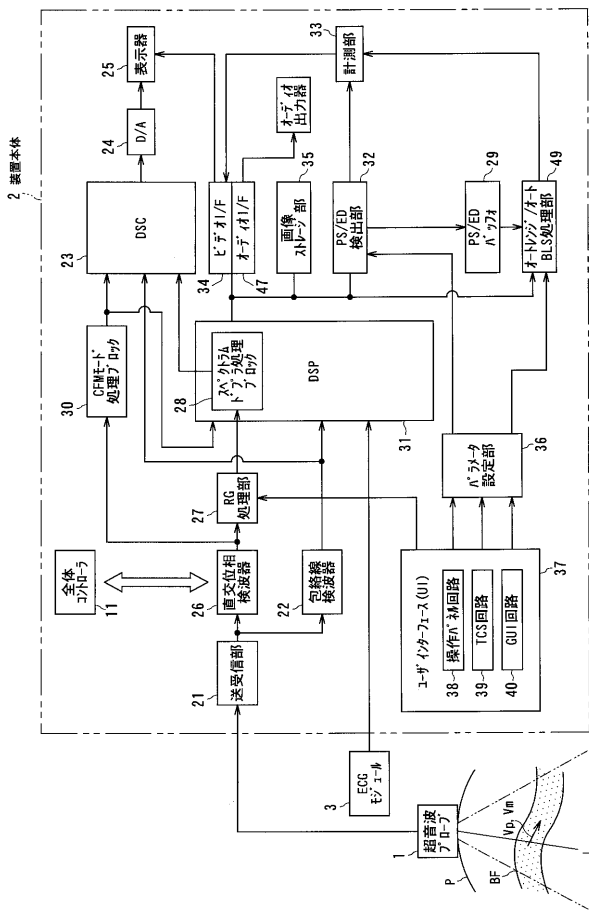 2 装置本体
全体
コントローラ
11
CFMモード
処理ブロック
30
DSC
23
D/A
24
表示器
25
ビデオI/F
オーディオI/F
34
47
オーディオ
出力器
33
計測部
画像
ストレージ部
35
PS/ED
検出部
32
PS/ED
バッファ
29
オートレンジ/オート
BLS処理部
49
スペクトラム
ドプラ処理
ブロック
28
DSP
31
RG
処理部
27
直交位相
検波器
26
包絡線
検波器
22
送受信部
21
パラメータ
設定部
36
ユーザインターフェース(UI)
37
38 操作パネル回路
39 TCS回路
40 GUI回路
ECG
モジュール
3
超音波
プローブ
1
P
BF
Vp, Vm